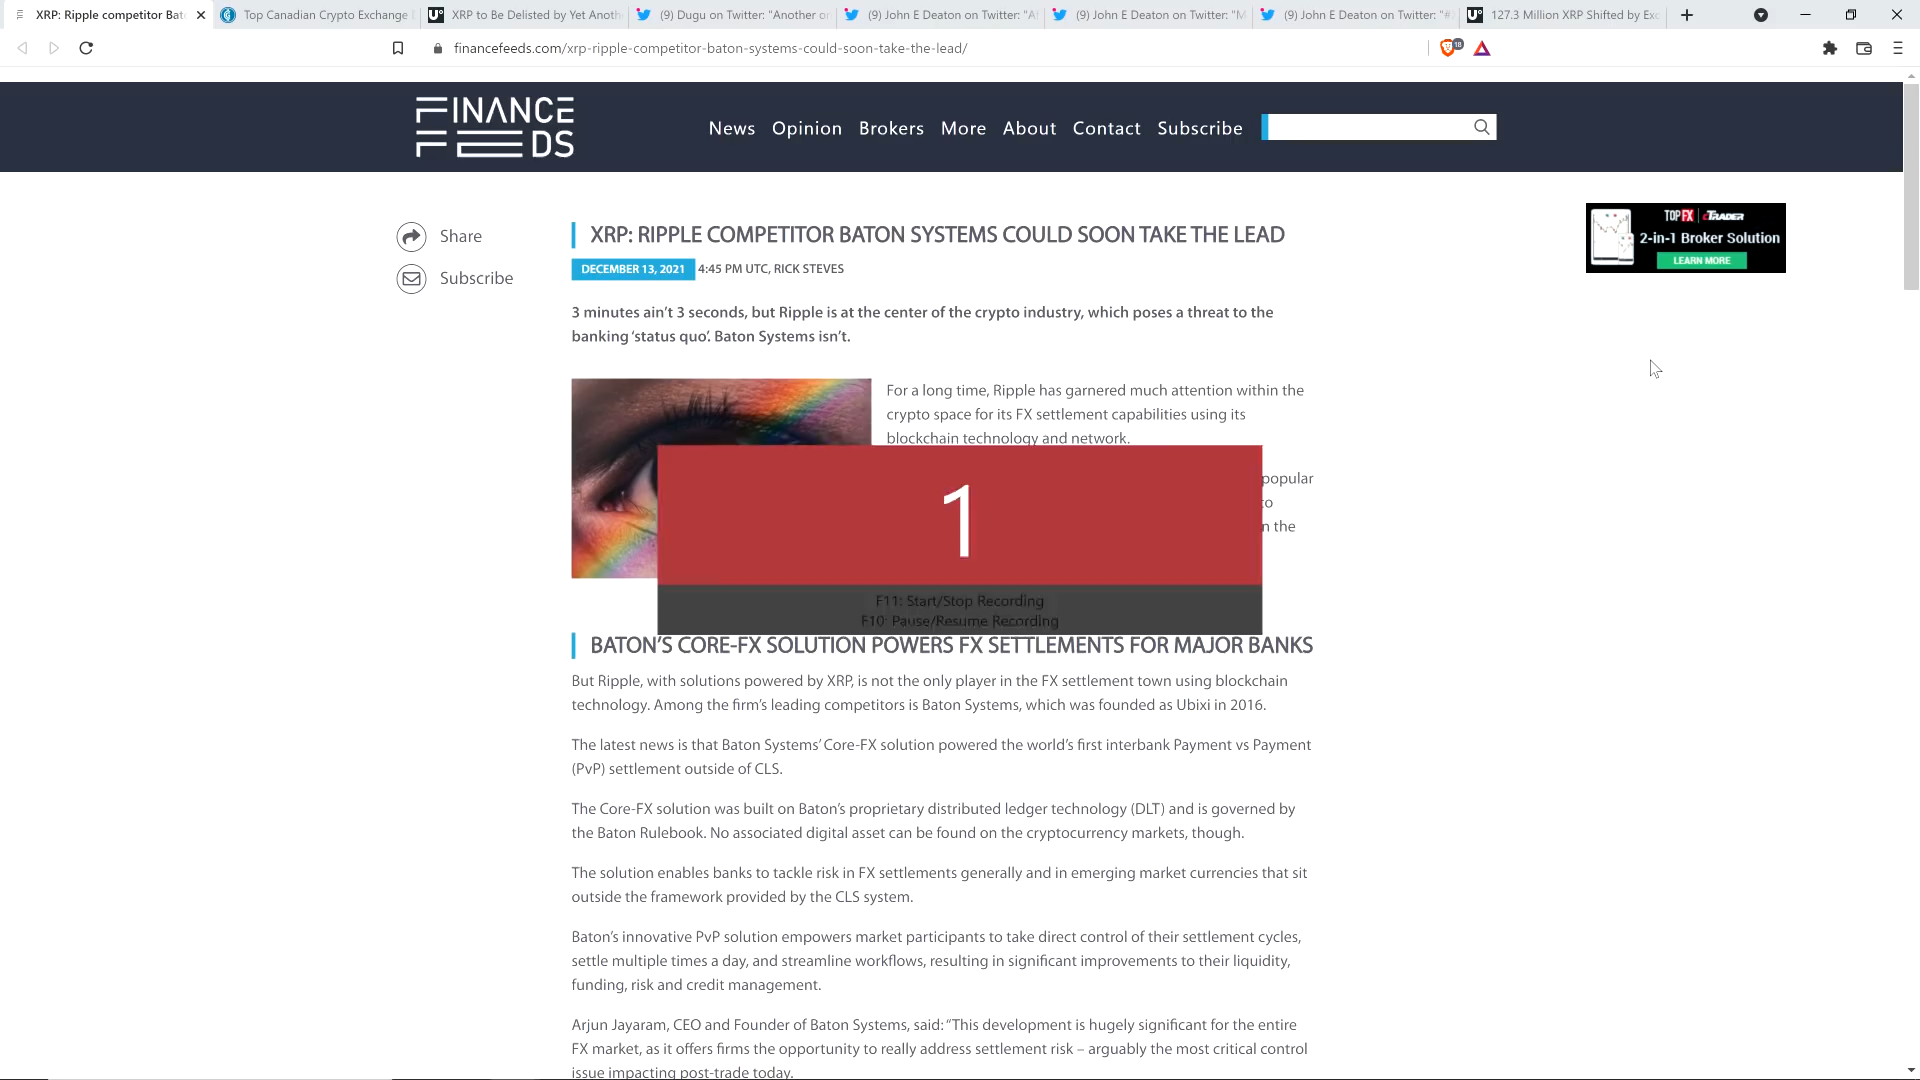 XRP: Ripple competitor Bat
Top Canadian Crypto Exchange
XRP to Be Delisted by Yet Anoth
(9) Dugu on Twitter: "Another o
(9) John E Deaton on Twitter: "A
(9) John E Deaton on Twitter: "M
(9) John E Deaton on Twitter: "#
127.3 Million XRP Shifted by Exc
financefeeds.com/xrp-ripple-competitor-baton-systems-could-soon-take-the-lead/
18
FINANCE
FEEDS
News Opinion Brokers More About Contact Subscribe
Share
Subscribe
XRP: RIPPLE COMPETITOR BATON SYSTEMS COULD SOON TAKE THE LEAD
DECEMBER 13, 2021 4:45 PM UTC, RICK STEVES
TOPFX | cTRADER
2-in-1 Broker Solution
LEARN MORE
3 minutes ain't 3 seconds, but Ripple is at the center of the crypto industry, which poses a threat to the
banking 'status quo'. Baton Systems isn't.
For a long time, Ripple has garnered much attention within the
crypto space for its FX settlement capabilities using its
blockchain technology and network.
popular
to
the
1
F11: Start/Stop Recording
F10: Pause/Resume Recording
BATON'S CORE-FX SOLUTION POWERS FX SETTLEMENTS FOR MAJOR BANKS
But Ripple, with solutions powered by XRP, is not the only player in the FX settlement town using blockchain
technology. Among the firm's leading competitors is Baton Systems, which was founded as Ubixi in 2016.
The latest news is that Baton Systems' Core-FX solution powered the world's first interbank Payment vs Payment
(PvP) settlement outside of CLS.
The Core-FX solution was built on Baton's proprietary distributed ledger technology (DLT) and is governed by
the Baton Rulebook. No associated digital asset can be found on the cryptocurrency markets, though.
The solution enables banks to tackle risk in FX settlements generally and in emerging market currencies that sit
outside the framework provided by the CLS system.
Baton's innovative PvP solution empowers market participants to take direct control of their settlement cycles,
settle multiple times a day, and streamline workflows, resulting in significant improvements to their liquidity,
funding, risk and credit management.
Arjun Jayaram, CEO and Founder of Baton Systems, said: "This development is hugely significant for the entire
FX market, as it offers firms the opportunity to really address settlement risk – arguably the most critical control
issue impacting post-trade today.